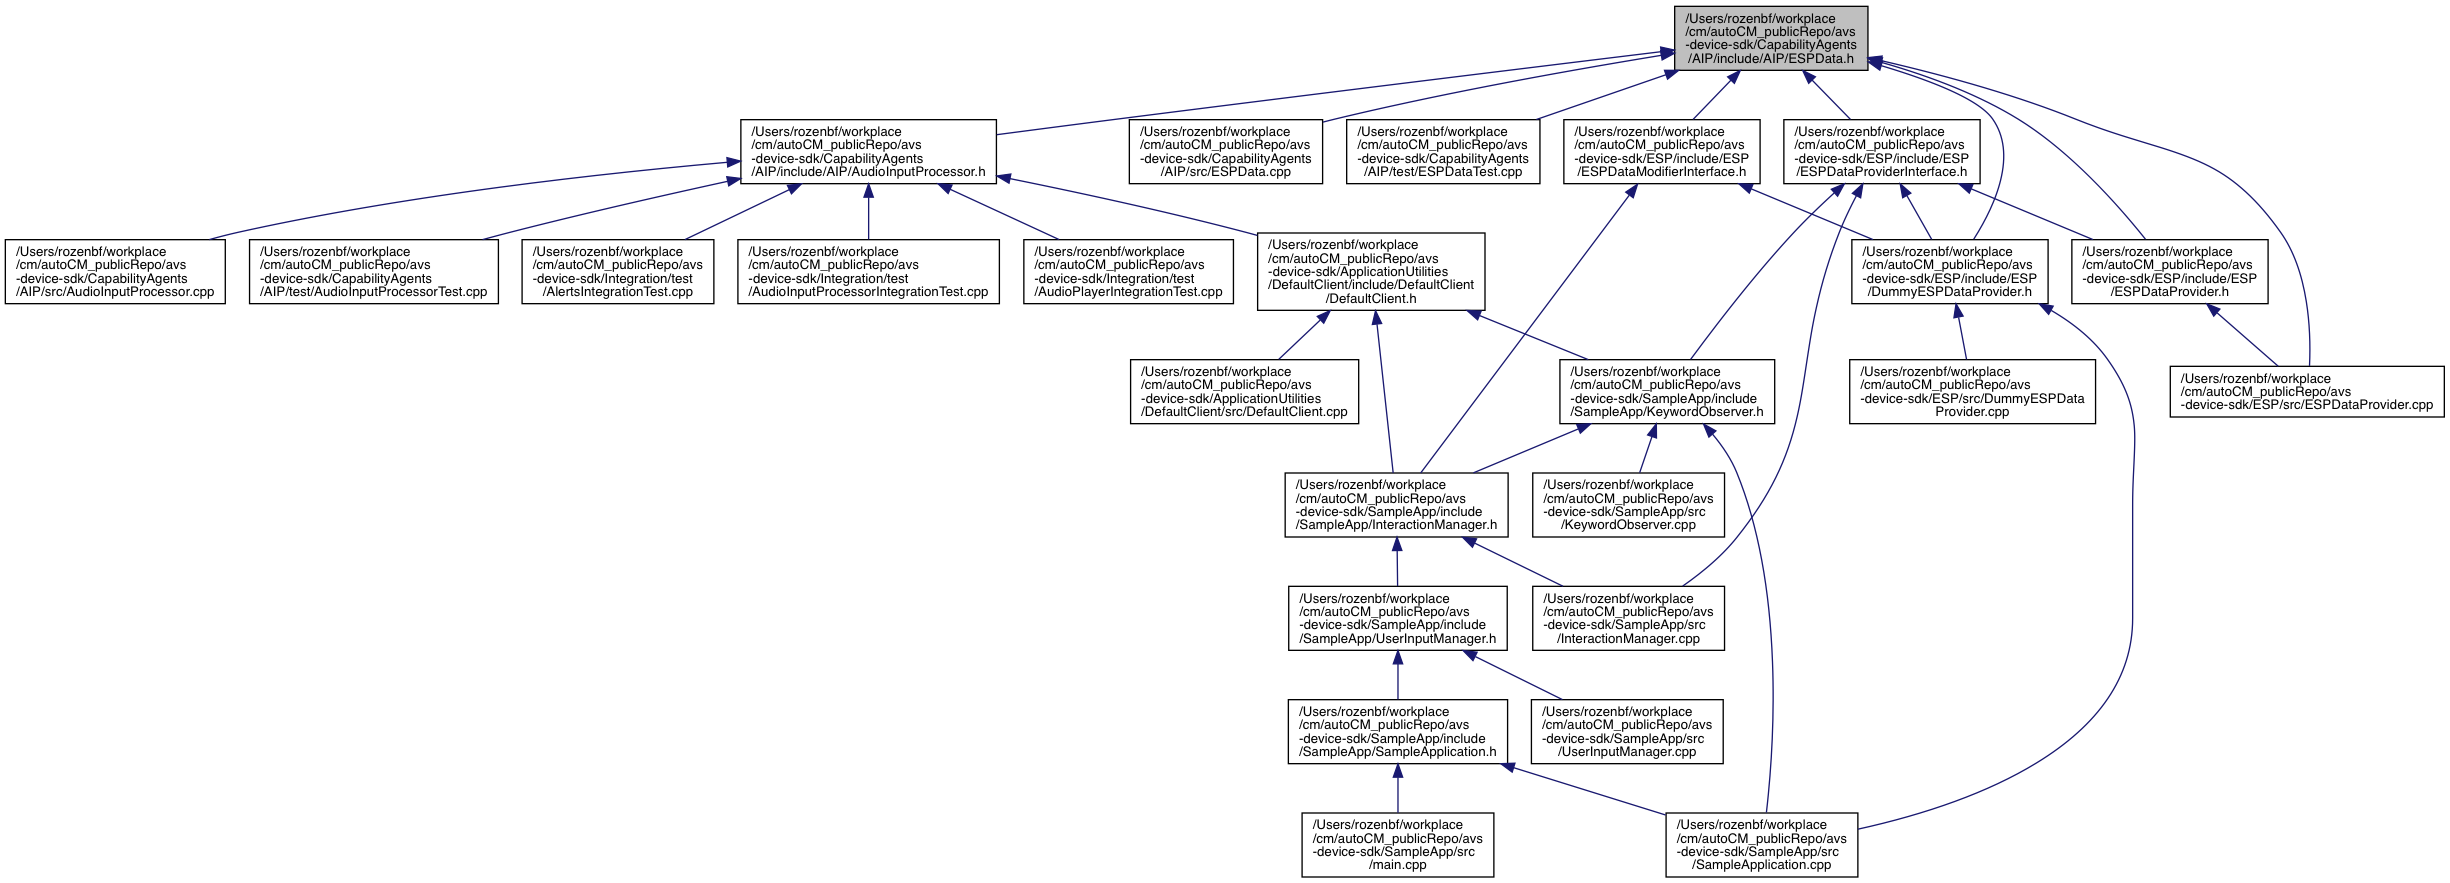 /Users/rozenbf/workplace
/cm/autoCM_publicRepo/avs
-device-sdk/CapabilityAgents
/AIP/include/AIP/ESPData.h
/Users/rozenbf/workplace
/cm/autoCM_publicRepo/avs
-device-sdk/CapabilityAgents
/AIP/include/AIP/AudioInputProcessor.h
/Users/rozenbf/workplace
/cm/autoCM_publicRepo/avs
-device-sdk/CapabilityAgents
/AIP/src/ESPData.cpp
/Users/rozenbf/workplace
/cm/autoCM_publicRepo/avs
-device-sdk/CapabilityAgents
/AIP/test/ESPDataTest.cpp
/Users/rozenbf/workplace
/cm/autoCM_publicRepo/avs
-device-sdk/ESP/include/ESP
/ESPDataModifierInterface.h
/Users/rozenbf/workplace
/cm/autoCM_publicRepo/avs
-device-sdk/ESP/include/ESP
/ESPDataProviderInterface.h
/Users/rozenbf/workplace
/cm/autoCM_publicRepo/avs
-device-sdk/CapabilityAgents
/AIP/src/AudioInputProcessor.cpp
/Users/rozenbf/workplace
/cm/autoCM_publicRepo/avs
-device-sdk/CapabilityAgents
/AIP/test/AudioInputProcessorTest.cpp
/Users/rozenbf/workplace
/cm/autoCM_publicRepo/avs
-device-sdk/Integration/test
/AlertsIntegrationTest.cpp
/Users/rozenbf/workplace
/cm/autoCM_publicRepo/avs
-device-sdk/Integration/test
/AudioInputProcessorIntegrationTest.cpp
/Users/rozenbf/workplace
/cm/autoCM_publicRepo/avs
-device-sdk/Integration/test
/AudioPlayerIntegrationTest.cpp
/Users/rozenbf/workplace
/cm/autoCM_publicRepo/avs
-device-sdk/ApplicationUtilities
/DefaultClient/include/DefaultClient
/DefaultClient.h
/Users/rozenbf/workplace
/cm/autoCM_publicRepo/avs
-device-sdk/ESP/include/ESP
/DummyESPDataProvider.h
/Users/rozenbf/workplace
/cm/autoCM_publicRepo/avs
-device-sdk/ESP/include/ESP
/ESPDataProvider.h
/Users/rozenbf/workplace
/cm/autoCM_publicRepo/avs
-device-sdk/ApplicationUtilities
/DefaultClient/src/DefaultClient.cpp
/Users/rozenbf/workplace
/cm/autoCM_publicRepo/avs
-device-sdk/SampleApp/include
/SampleApp/KeywordObserver.h
/Users/rozenbf/workplace
/cm/autoCM_publicRepo/avs
-device-sdk/ESP/src/DummyESPData
Provider.cpp
/Users/rozenbf/workplace
/cm/autoCM_publicRepo/avs
-device-sdk/ESP/src/ESPDataProvider.cpp
/Users/rozenbf/workplace
/cm/autoCM_publicRepo/avs
-device-sdk/SampleApp/include
/SampleApp/InteractionManager.h
/Users/rozenbf/workplace
/cm/autoCM_publicRepo/avs
-device-sdk/SampleApp/src
/KeywordObserver.cpp
/Users/rozenbf/workplace
/cm/autoCM_publicRepo/avs
-device-sdk/SampleApp/include
/SampleApp/UserInputManager.h
/Users/rozenbf/workplace
/cm/autoCM_publicRepo/avs
-device-sdk/SampleApp/src
/InteractionManager.cpp
/Users/rozenbf/workplace
/cm/autoCM_publicRepo/avs
-device-sdk/SampleApp/include
/SampleApp/SampleApplication.h
/Users/rozenbf/workplace
/cm/autoCM_publicRepo/avs
-device-sdk/SampleApp/src
/UserInputManager.cpp
/Users/rozenbf/workplace
/cm/autoCM_publicRepo/avs
-device-sdk/SampleApp/src
/main.cpp
/Users/rozenbf/workplace
/cm/autoCM_publicRepo/avs
-device-sdk/SampleApp/src
/SampleApplication.cpp